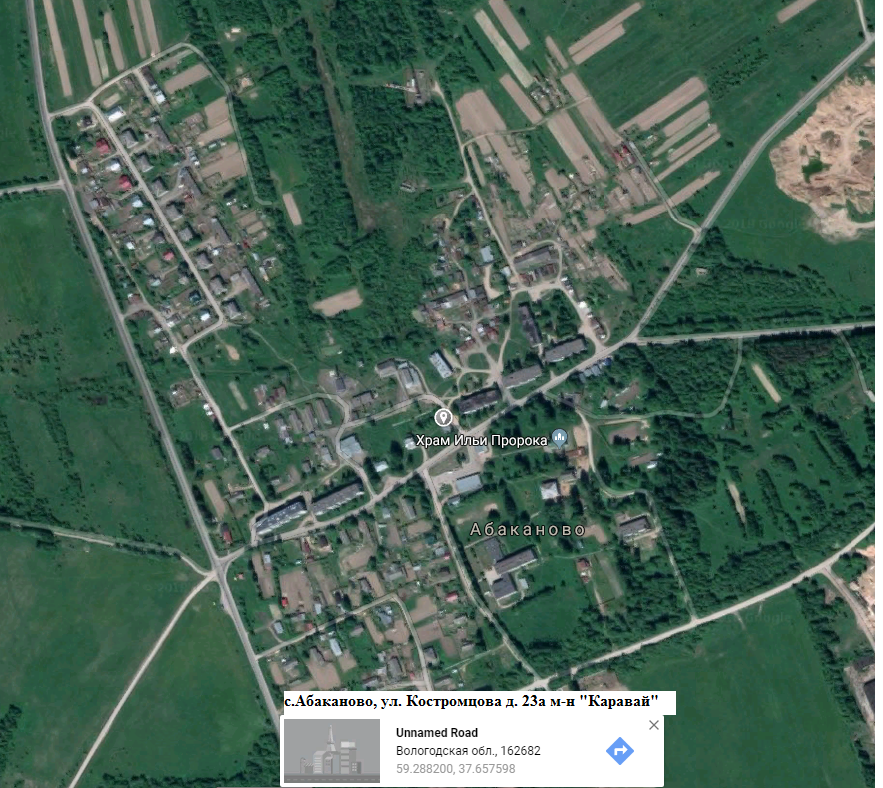 Храм Ильи Пророка
Абаканово
с.Абаканово, ул. Костромцова д. 23а м-н "Каравай"
Unnamed Road
Вологодская обл., 162682
59.288200, 37.657598